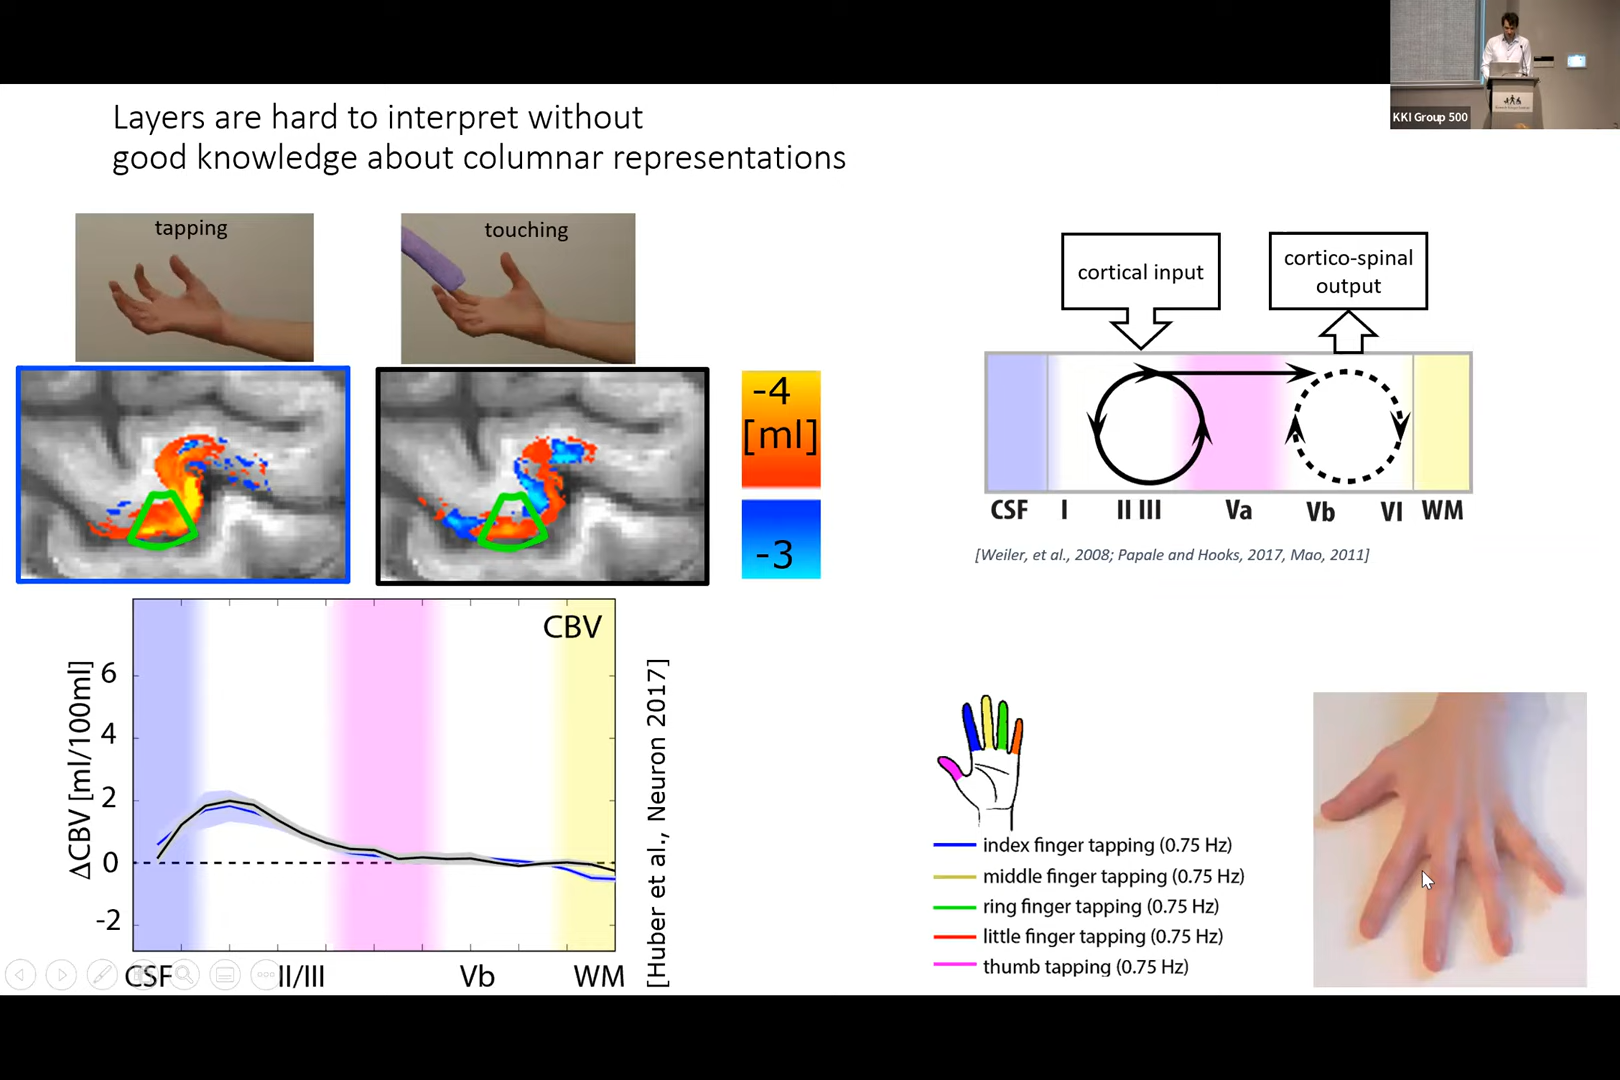 KKI Group 500
Layers are hard to interpret without
good knowledge about columnar representations
tapping
touching
-4
[ml]
-3
cortical input
cortico-spinal
output
CSF I II III Va Vb VI WM
[Weiler, et al., 2008; Papale and Hooks, 2017, Mao, 2011]
CBV
ΔCBV [ml/100ml]
6
4
2
0
-2
CSF II/III Vb WM
[Huber et al., Neuron 2017]
index finger tapping (0.75 Hz)
middle finger tapping (0.75 Hz)
ring finger tapping (0.75 Hz)
little finger tapping (0.75 Hz)
thumb tapping (0.75 Hz)